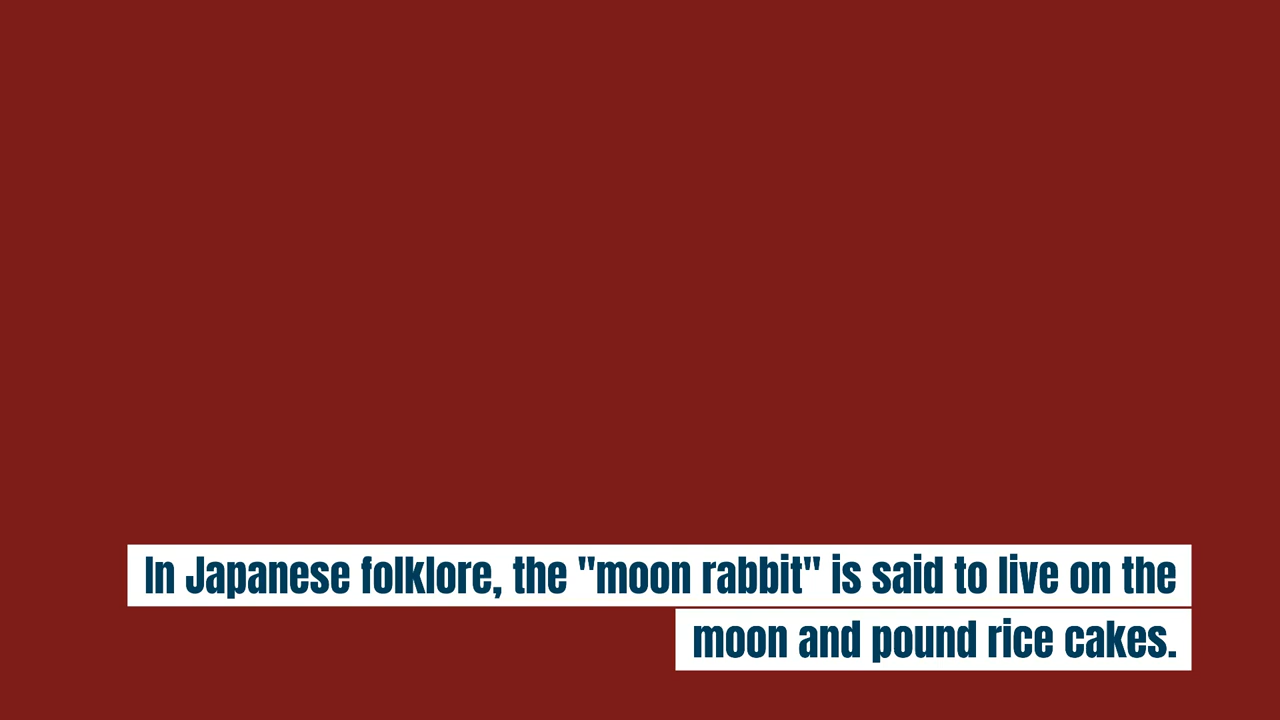 In Japanese folklore, the "moon rabbit" is said to live on the
moon and pound rice cakes.